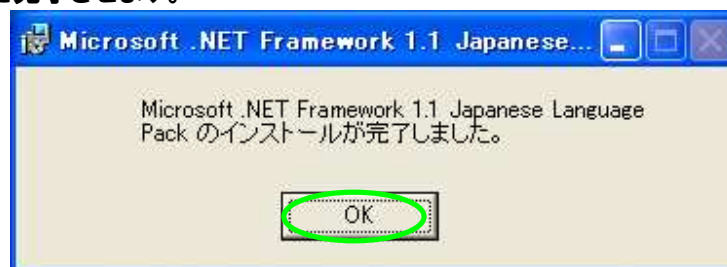 Microsoft .NET Framework 1.1 Japanese...
Microsoft .NET Framework 1.1 Japanese Language
Pack のインストールが完了しました。
OK